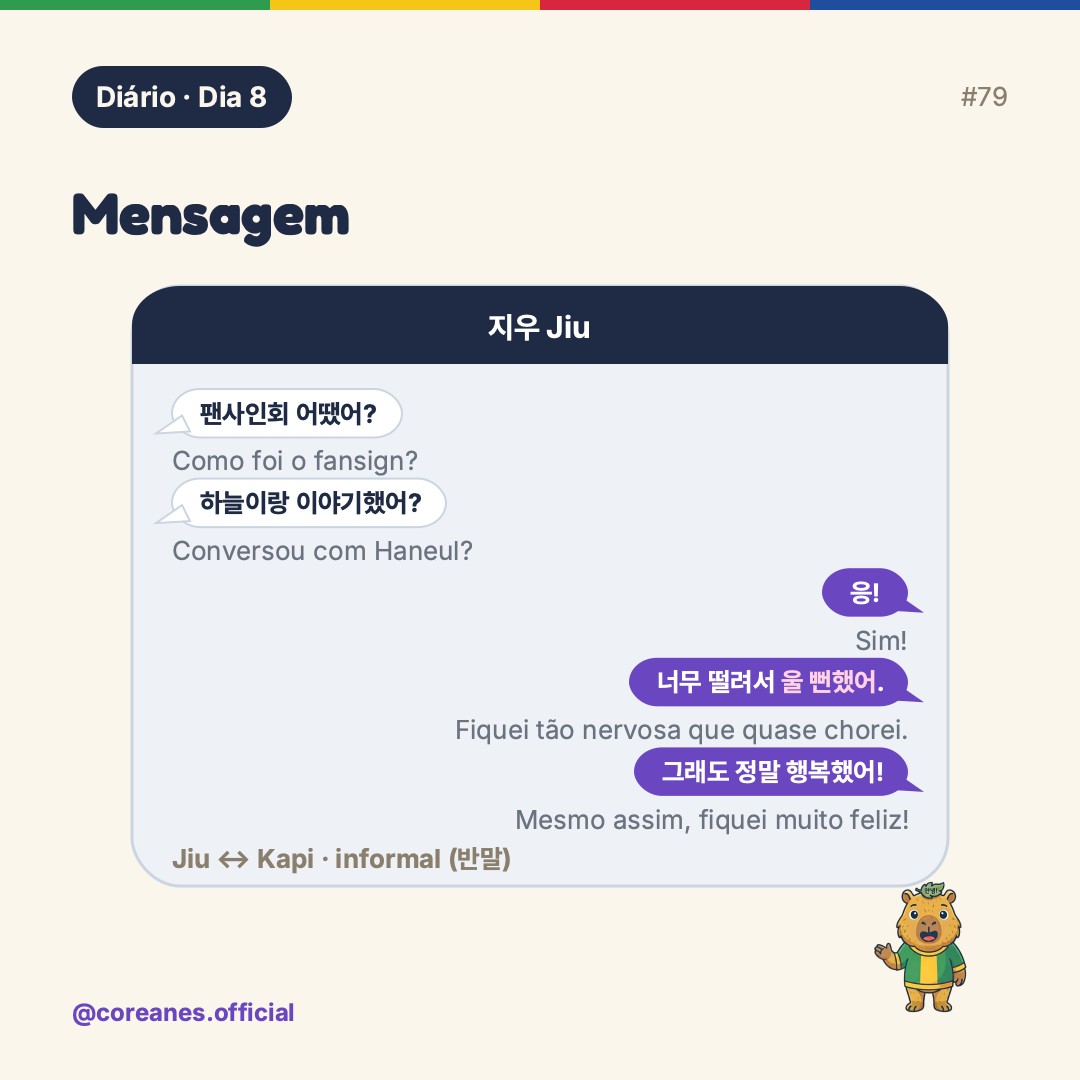 Diário · Dia 8
#79
Mensagem
지우 Jiu
팬사인회 어땠어?
Como foi o fansign?
하늘이랑 이야기했어?
Conversou com Haneul?
응!
Sim!
너무 떨려서 울 뻔했어.
Fiquei tão nervosa que quase chorei.
그래도 정말 행복했어!
Mesmo assim, fiquei muito feliz!
Jiu ↔ Kapi · informal (반말)
@coreanes.official